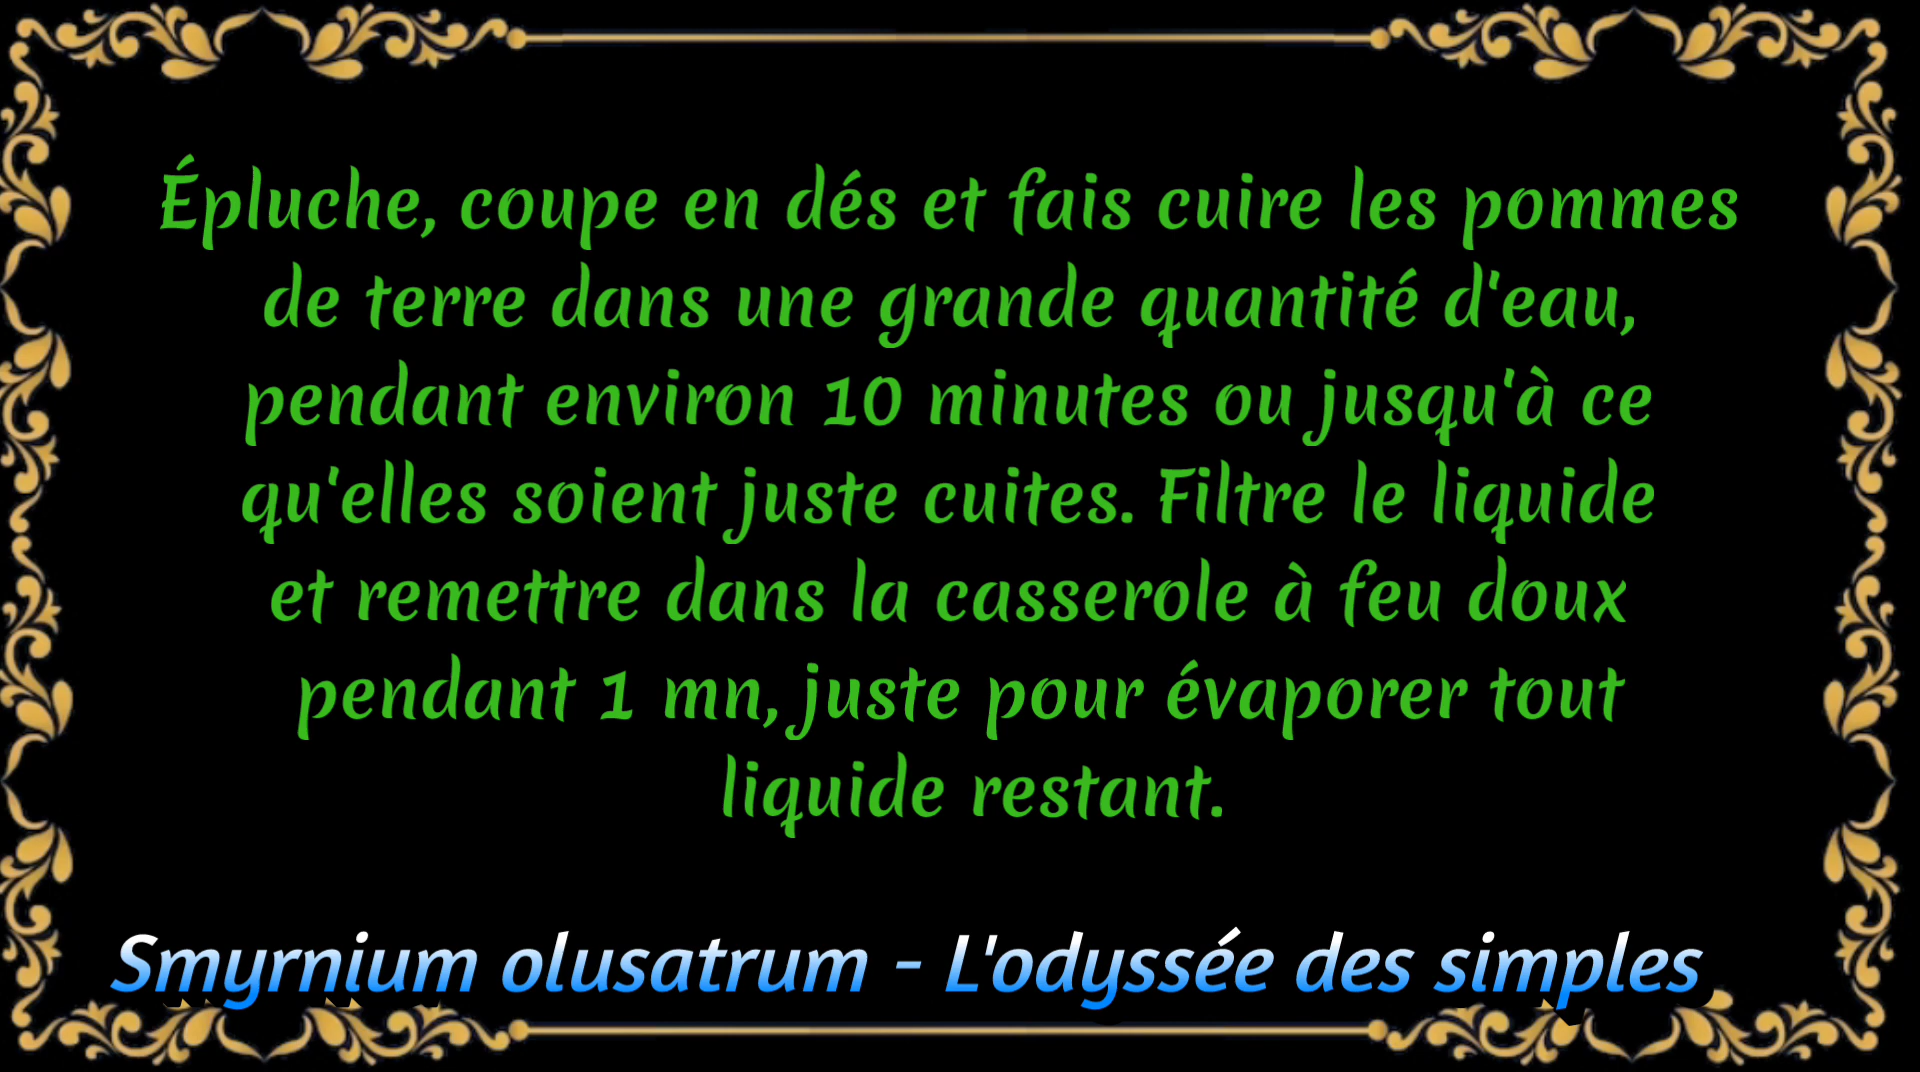 Épluche, coupe en dés et fais cuire les pommes
de terre dans une grande quantité d'eau,
pendant environ 10 minutes ou jusqu'à ce
qu'elles soient juste cuites. Filtre le liquide
et remettre dans la casserole à feu doux
pendant 1 mn, juste pour évaporer tout
liquide restant.
Smyrnium olusatrum - L'odyssée des simples